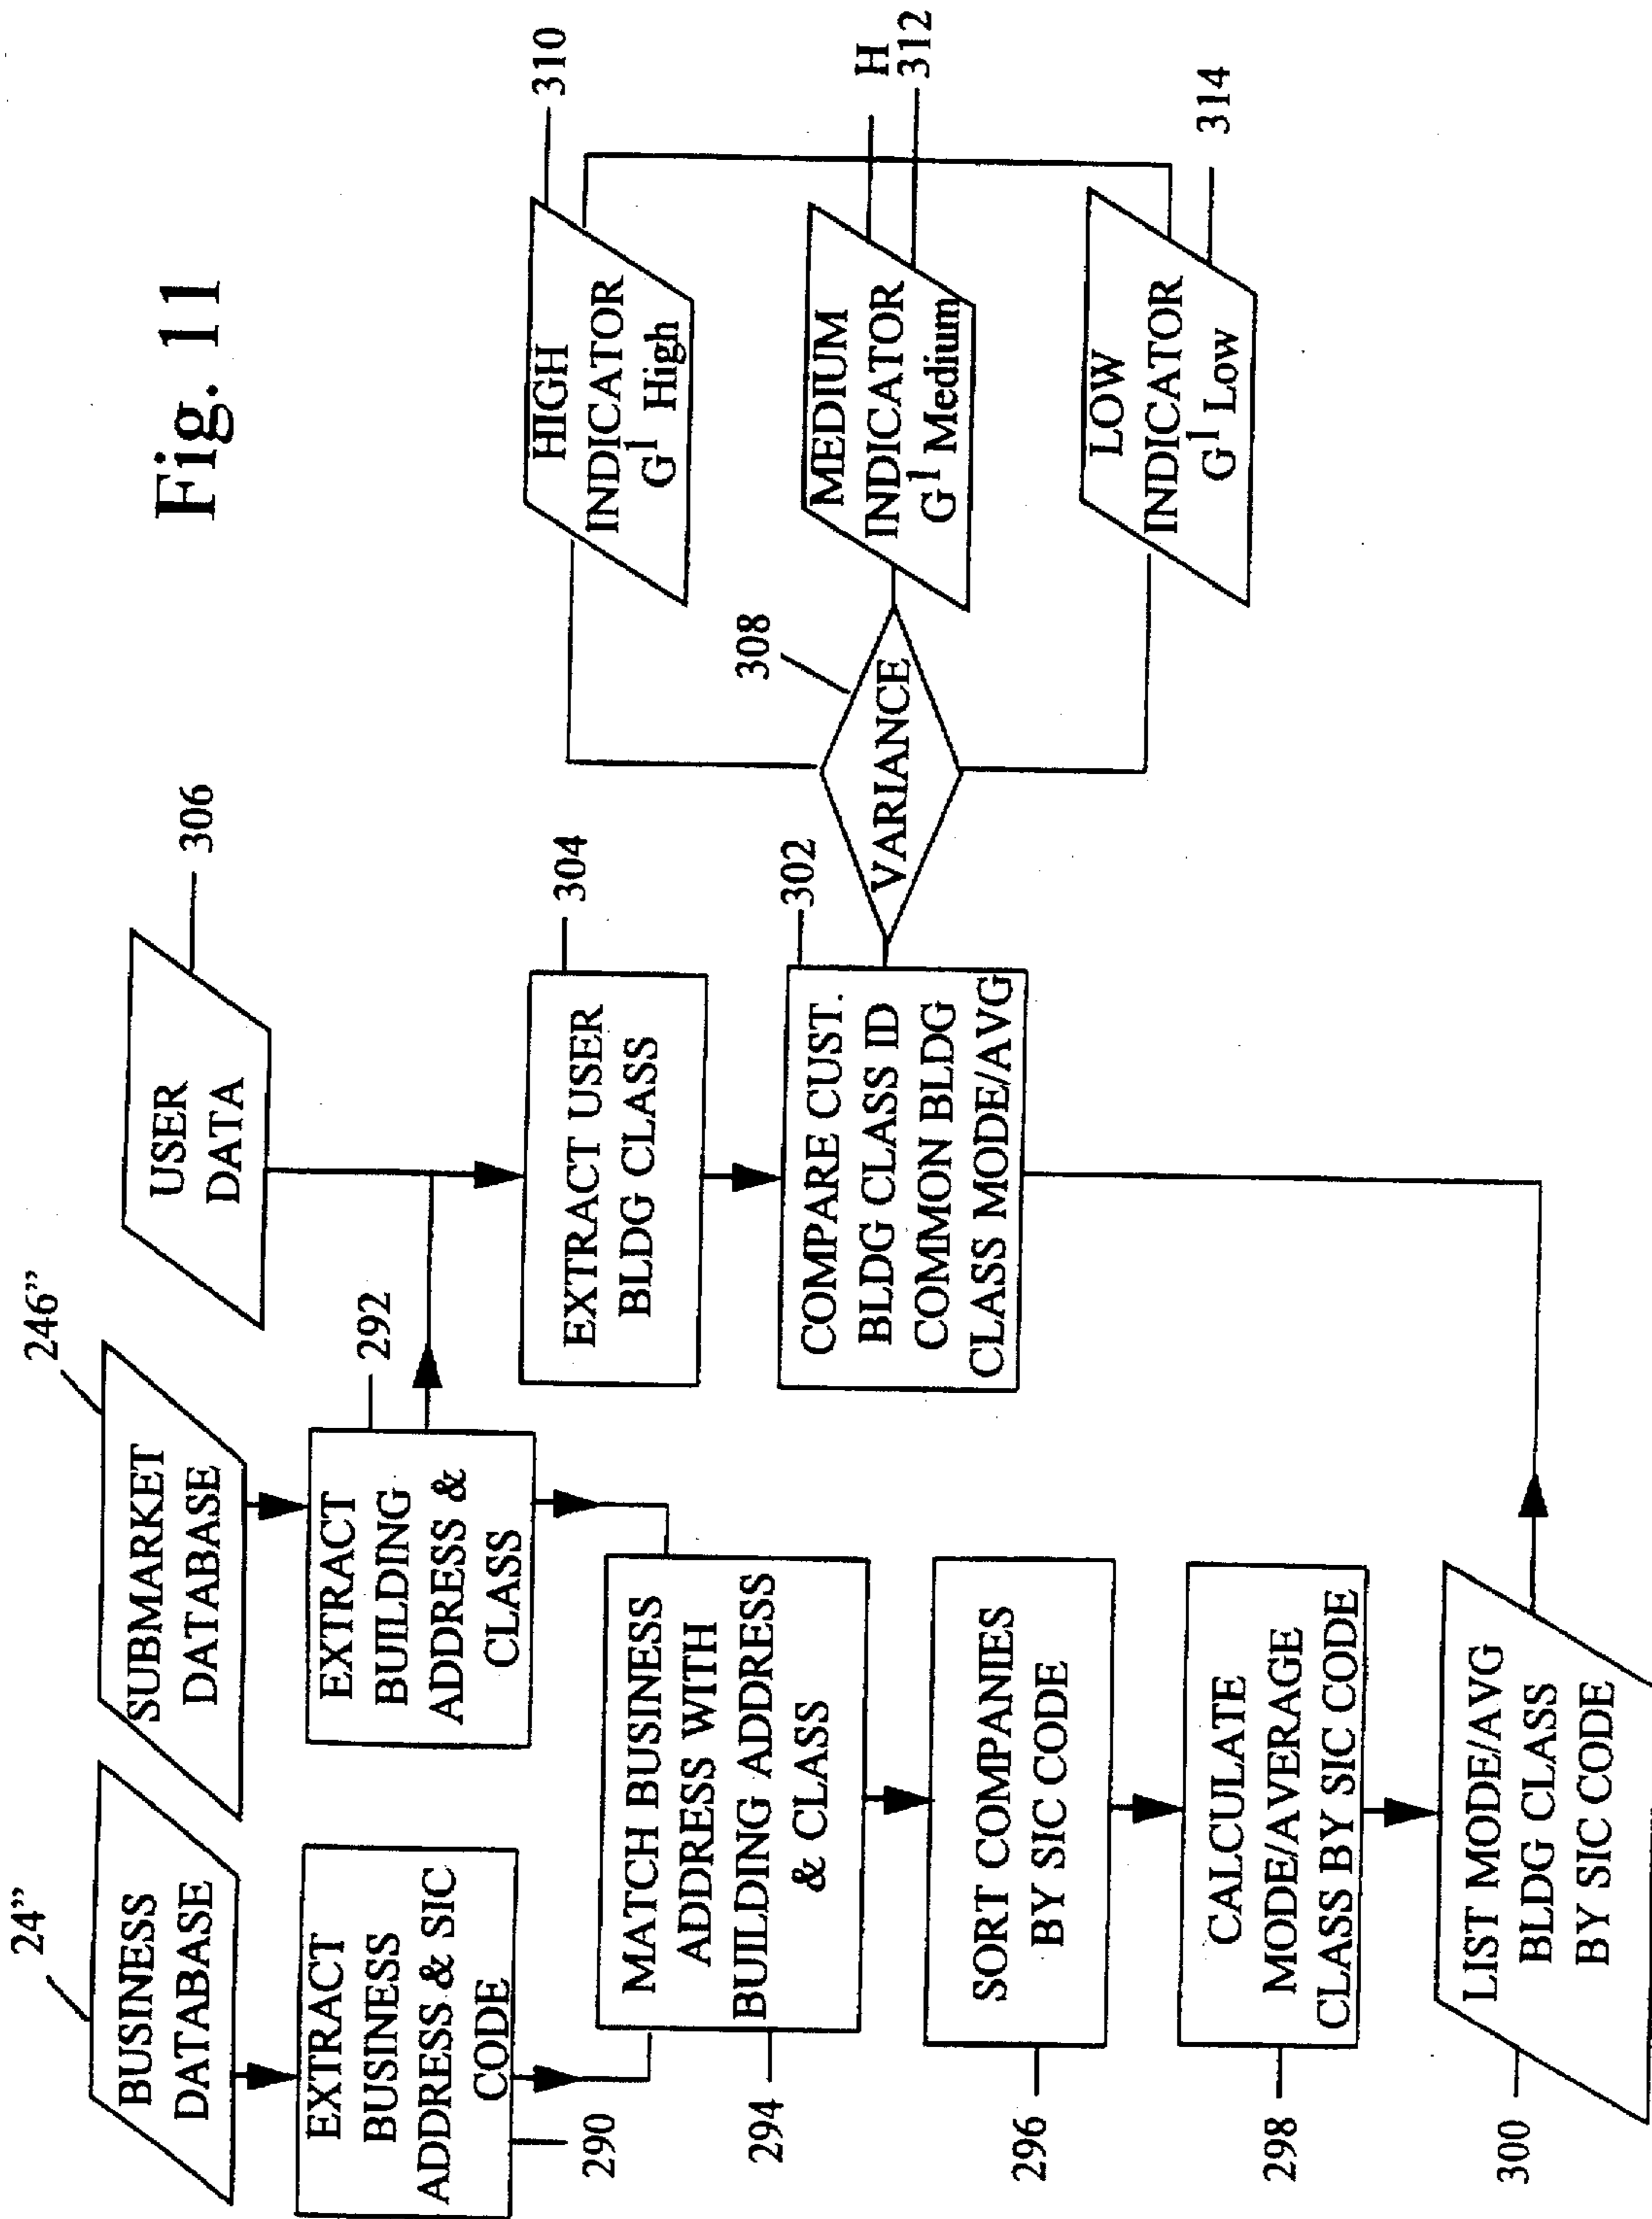 Fig. 11
24”
BUSINESS
DATABASE
246”
SUBMARKET
DATABASE
USER
DATA
306
EXTRACT
BUSINESS
ADDRESS & SIC
CODE
290
EXTRACT
BUILDING
ADDRESS &
CLASS
292
MATCH BUSINESS
ADDRESS WITH
BUILDING ADDRESS
& CLASS
294
SORT COMPANIES
BY SIC CODE
296
CALCULATE
MODE/AVERAGE
CLASS BY SIC CODE
298
LIST MODE/AVG
BLDG CLASS
BY SIC CODE
300
EXTRACT USER
BLDG CLASS
304
COMPARE CUST.
BLDG CLASS ID
COMMON BLDG
CLASS MODE/AVG
302
VARIANCE
308
HIGH
INDICATOR
G1 High
310
MEDIUM
INDICATOR
G1 Medium
H
312
LOW
INDICATOR
G1 Low
314